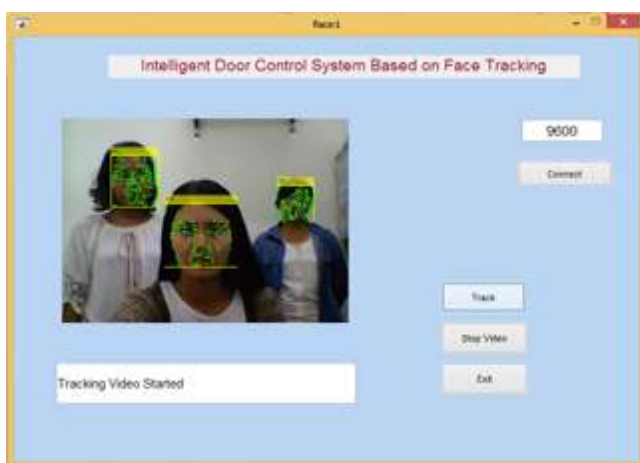 Intelligent Door Control System Based on Face Tracking
9600
Connect
Track
Stop Video
Tracking Video Started
Exit